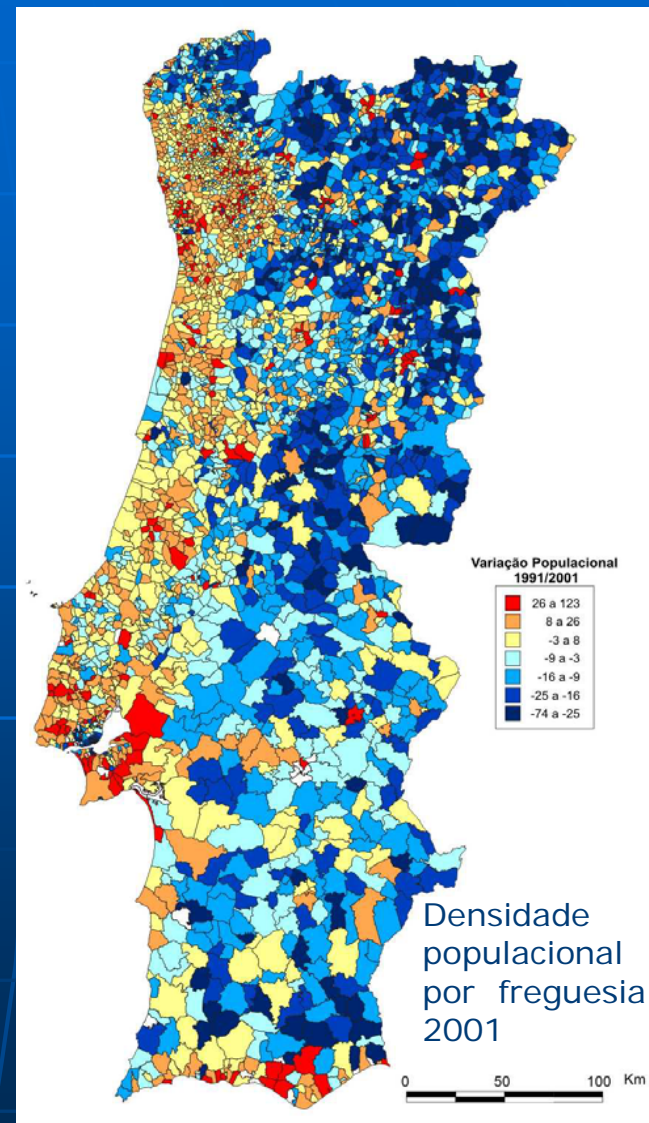 Variação Populacional
1991/2001
26 a 123
8 a 26
-3 a 8
-9 a -3
-16 a -9
-25 a -16
-74 a -25
Densidade
populacional
por freguesia
2001
0 50 100 Km